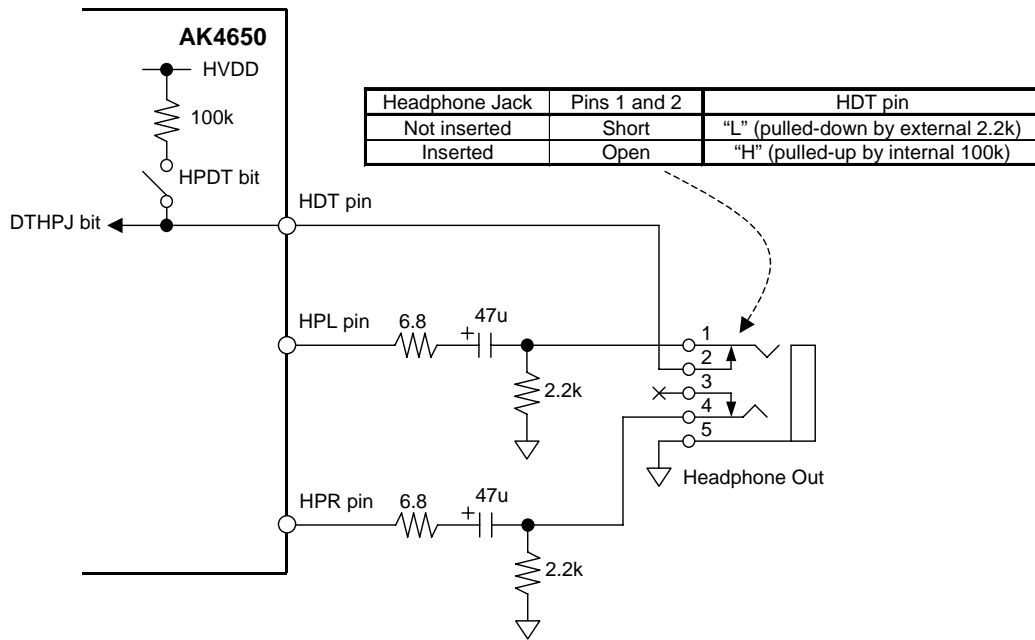 AK4650
HVDD
100k
HPDT bit
DTHPJ bit
HDT pin
Headphone Jack Pins 1 and 2 HDT pin
Not inserted Short “L” (pulled-down by external 2.2k)
Inserted Open “H” (pulled-up by internal 100k)
HPL pin
6.8
+
47u
2.2k
1
2
3
4
5
Headphone Out
HPR pin
6.8
+
47u
2.2k